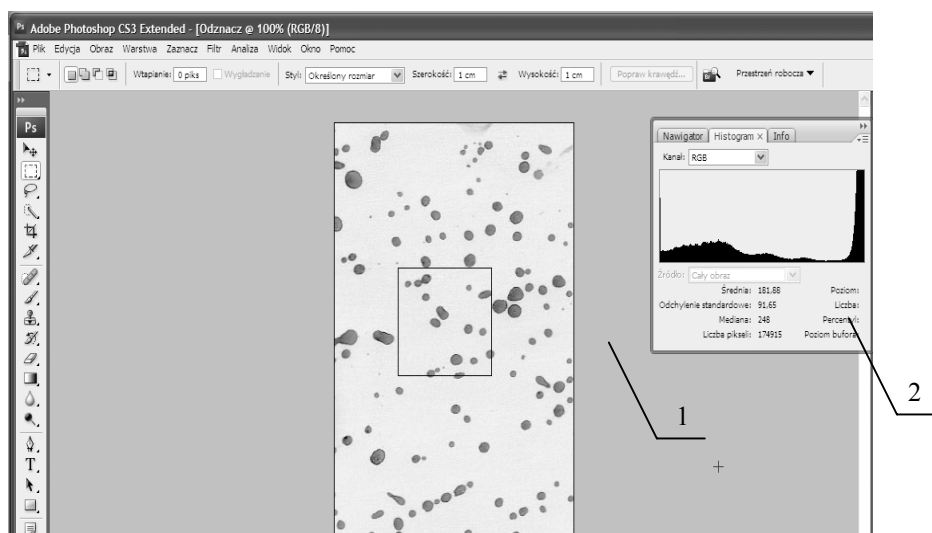 Ps Adobe Photoshop CS3 Extended - [Odznacz @ 100% (RGB/8)]
Plik Edycja Obraz Warstwa Zaznacz Filtr Analiza Widok Okno Pomoc
Wtapianie: 0 piks Wygładzanie Styl: Określony rozmiar Szerokość: 1 cm Wysokość: 1 cm Popraw krawędź... Przestrzeń robocza
Ps
T
Nawigator Histogram x Info
Kanał: RGB
Źródło: Cały obraz
Średnia: 181,88 Poziom:
Odchylenie standardowe: 91,65 Liczba:
Mediana: 248 Percentyl:
Liczba pikseli: 174915 Poziom bufora:
1
2